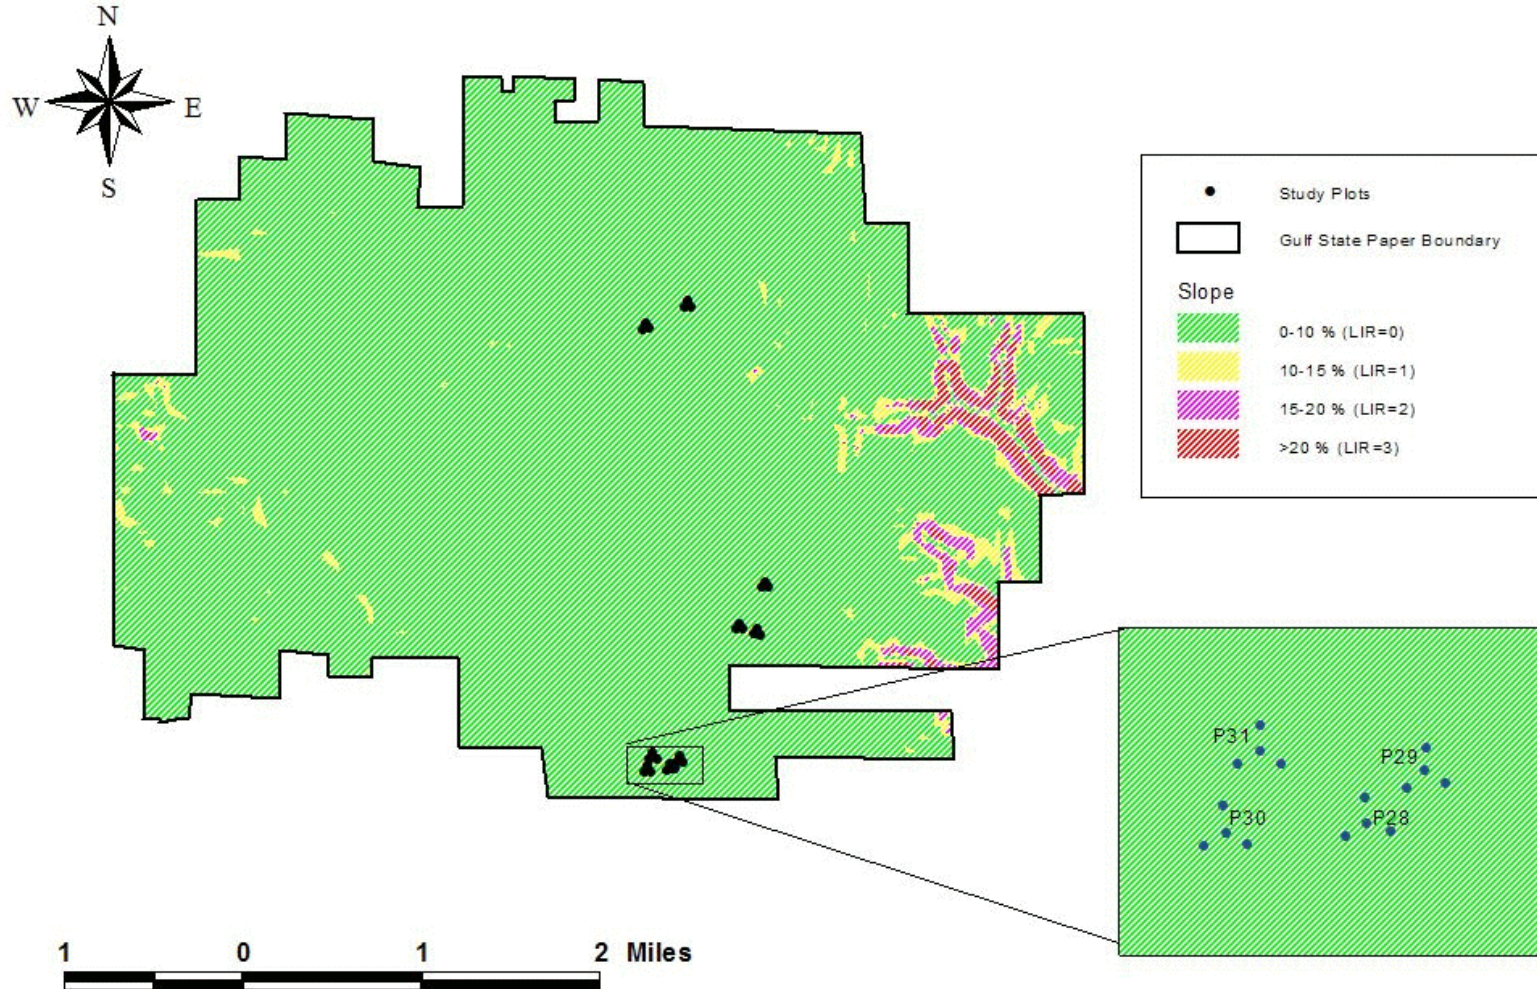 N
W E
S
Study Plots
Gulf State Paper Boundary
Slope
0-10 % (LIR=0)
10-15 % (LIR=1)
15-20 % (LIR=2)
>20 % (LIR=3)
P31
P29
P30
P28
1 0 1 2 Miles